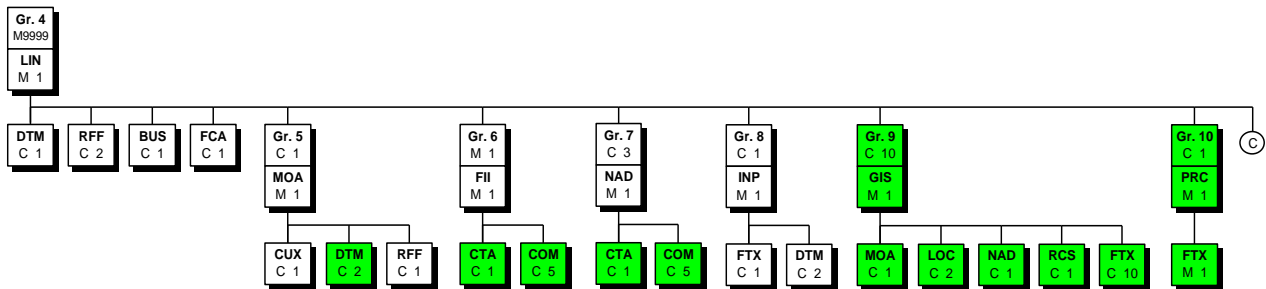 Gr. 4
M9999
LIN
M 1
DTM
C 1
RFF
C 2
BUS
C 1
FCA
C 1
Gr. 5
C 1
MOA
M 1
Gr. 6
M 1
FII
M 1
Gr. 7
C 3
NAD
M 1
Gr. 8
C 1
INP
M 1
Gr. 9
C 10
GIS
M 1
Gr. 10
C 1
PRC
M 1
C
CUX
C 1
DTM
C 2
RFF
C 1
CTA
C 1
COM
C 5
CTA
C 1
COM
C 5
FTX
C 1
DTM
C 2
MOA
C 1
LOC
C 2
NAD
C 1
RCS
C 1
FTX
C 10
FTX
M 1